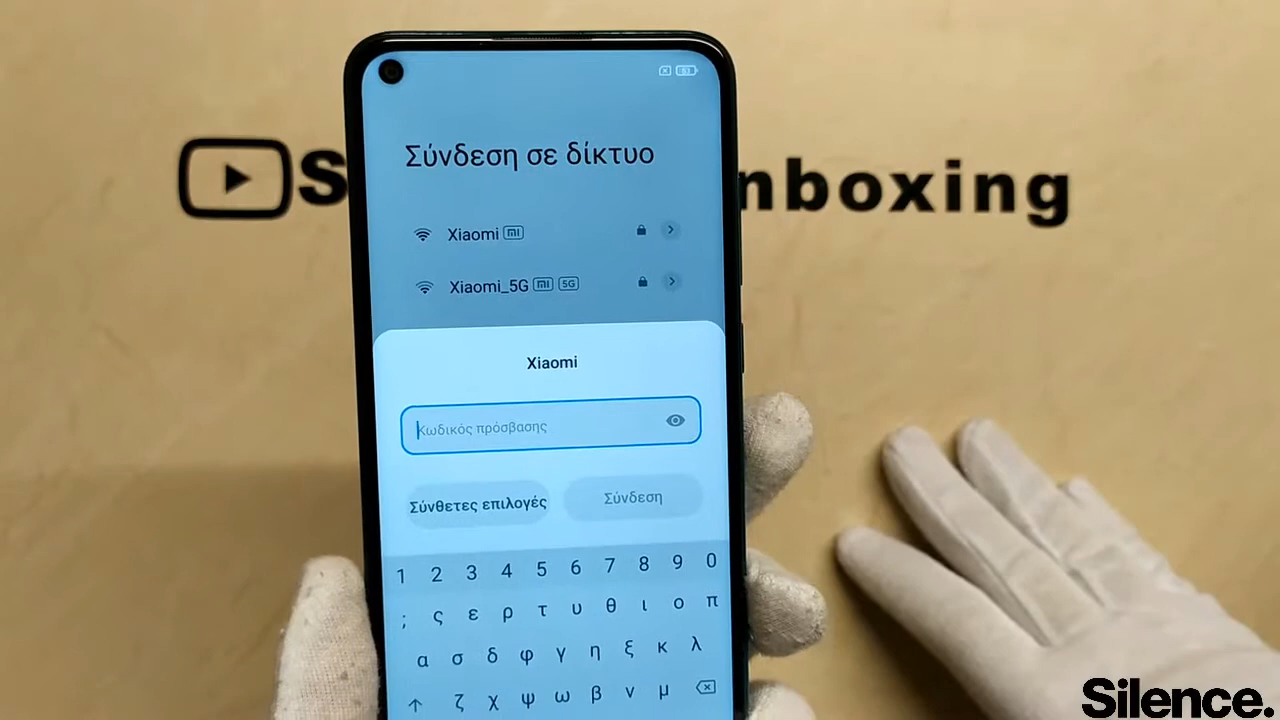 Σύνδεση σε δίκτυο
nboxing
Xiaomi mi
Xiaomi_5G mi 5G
Xiaomi
Κωδικός πρόσβασης
Σύνθετες επιλογές Σύνδεση
1 2 3 4 5 6 7 8 9 0
; ς ε ρ τ υ θ ι ο π
α σ δ φ γ η ξ κ λ
ζ χ ψ ω β ν μ
Silence.